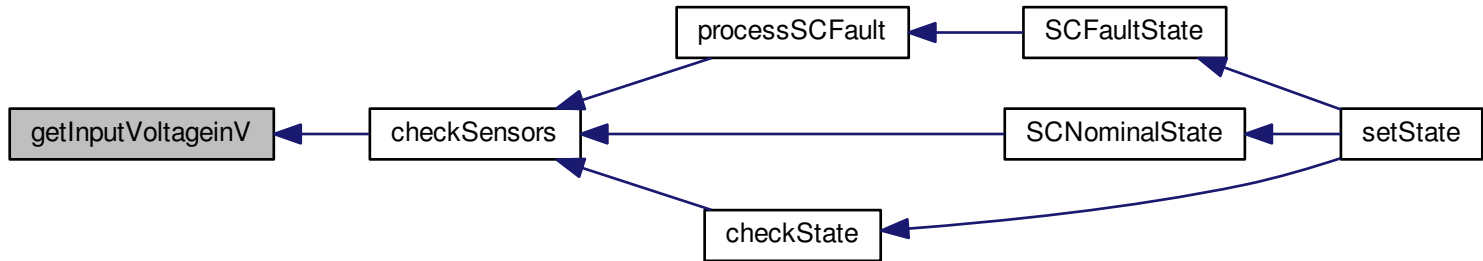 processSCFault
SCFaultState
getInputVoltageinV
checkSensors
SCNominalState
setState
checkState